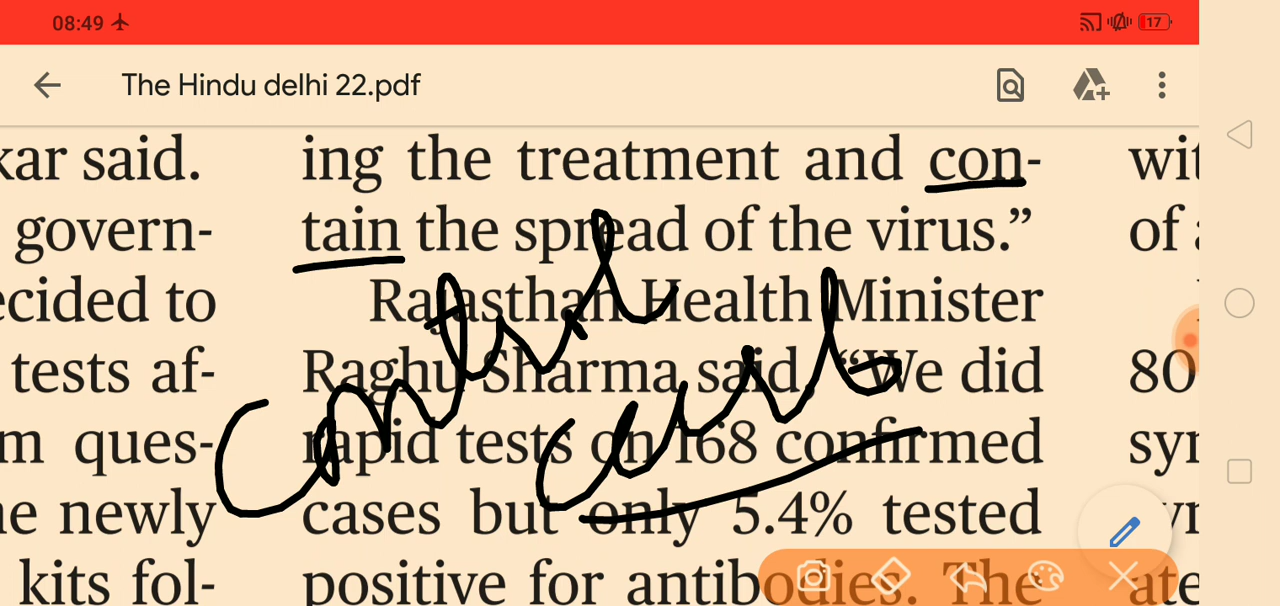 08:49
17
The Hindu delhi 22.pdf
kar said.
govern-
ecided to
tests af-
m ques-
ne newly
kits fol-
ing the treatment and con-
tain the spread of the virus.”
Rajasthan Health Minister
Raghu Sharma said, “We did
rapid tests on 168 confirmed
cases but only 5.4% tested
positive for antibodies. The
control
curb
wit
of a
80
syn
ate